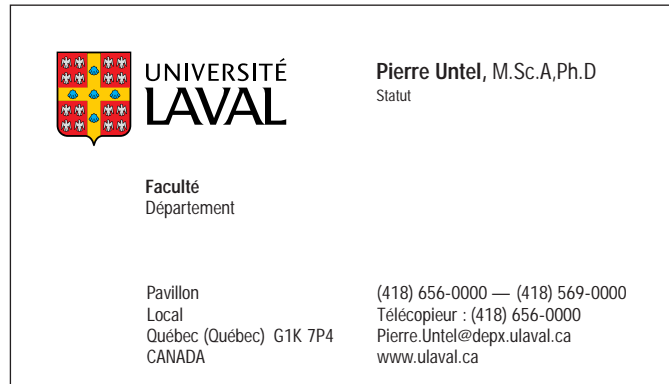 UNIVERSITÉ
LAVAL
Pierre Untel, M.Sc.A,Ph.D
Statut
Faculté
Département
Pavillon
Local
Québec (Québec)  G1K 7P4
CANADA
(418) 656-0000 — (418) 569-0000
Télécopieur : (418) 656-0000
Pierre.Untel@depx.ulaval.ca
www.ulaval.ca